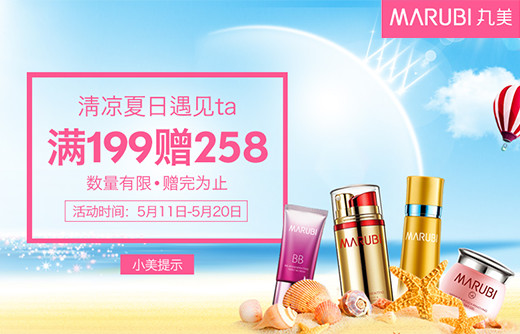 MARUBI 丸美
清凉夏日遇见ta
满199赠258
数量有限·赠完为止
活动时间：5月11日-5月20日
小美提示
MARUBI
BB
MARUBI
MARUBI
MARUBI